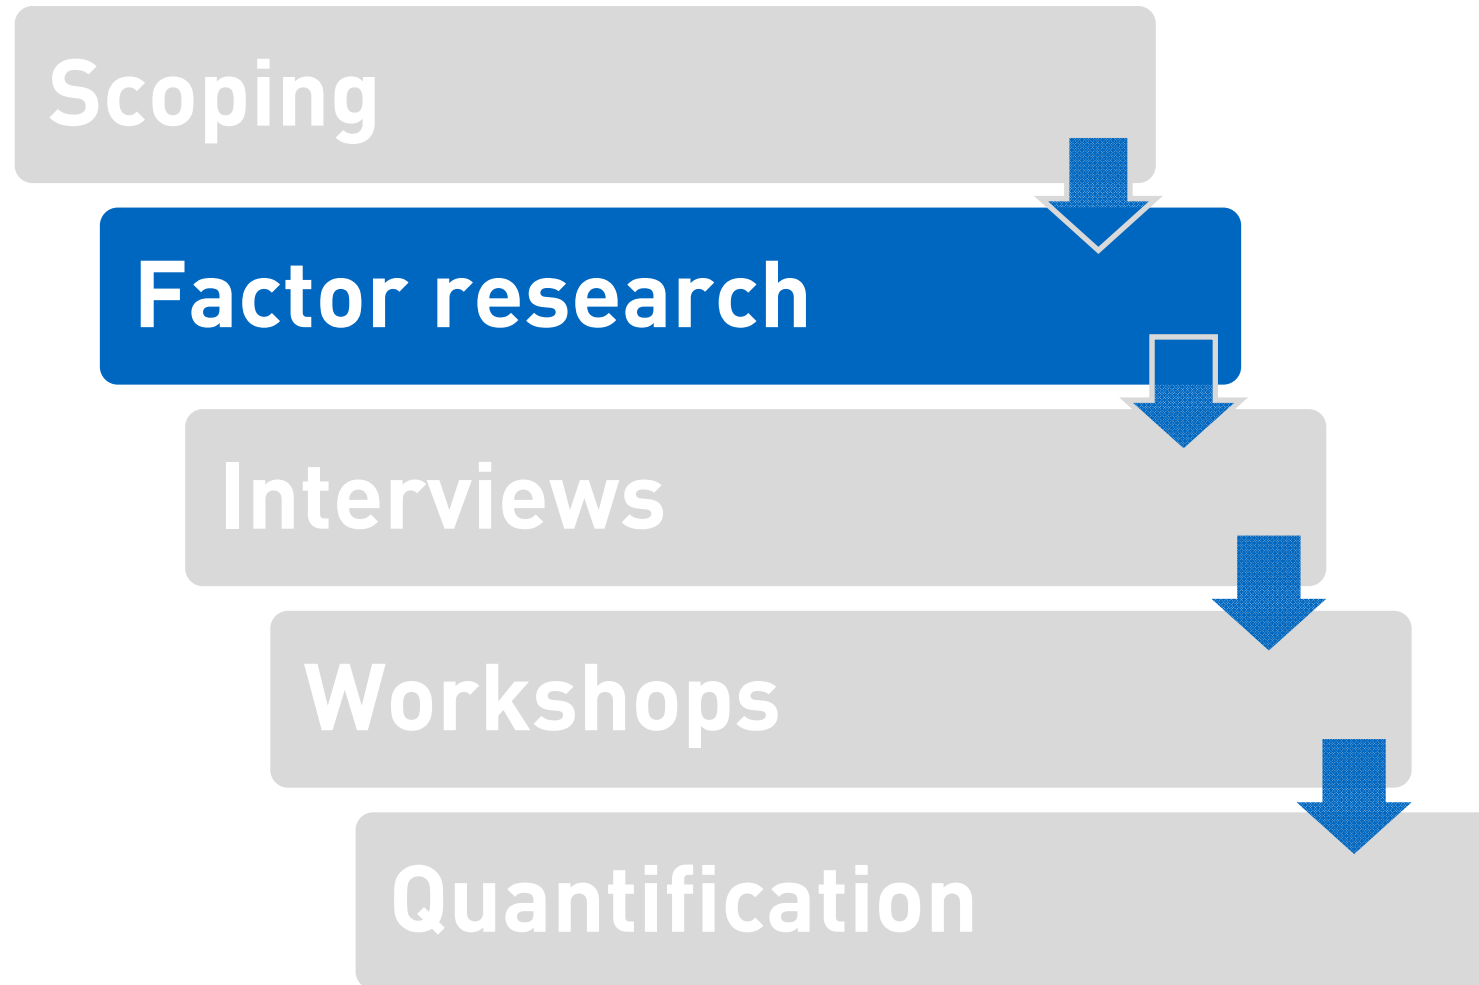 Scoping
Factor research
Interviews
Workshops
Quantification